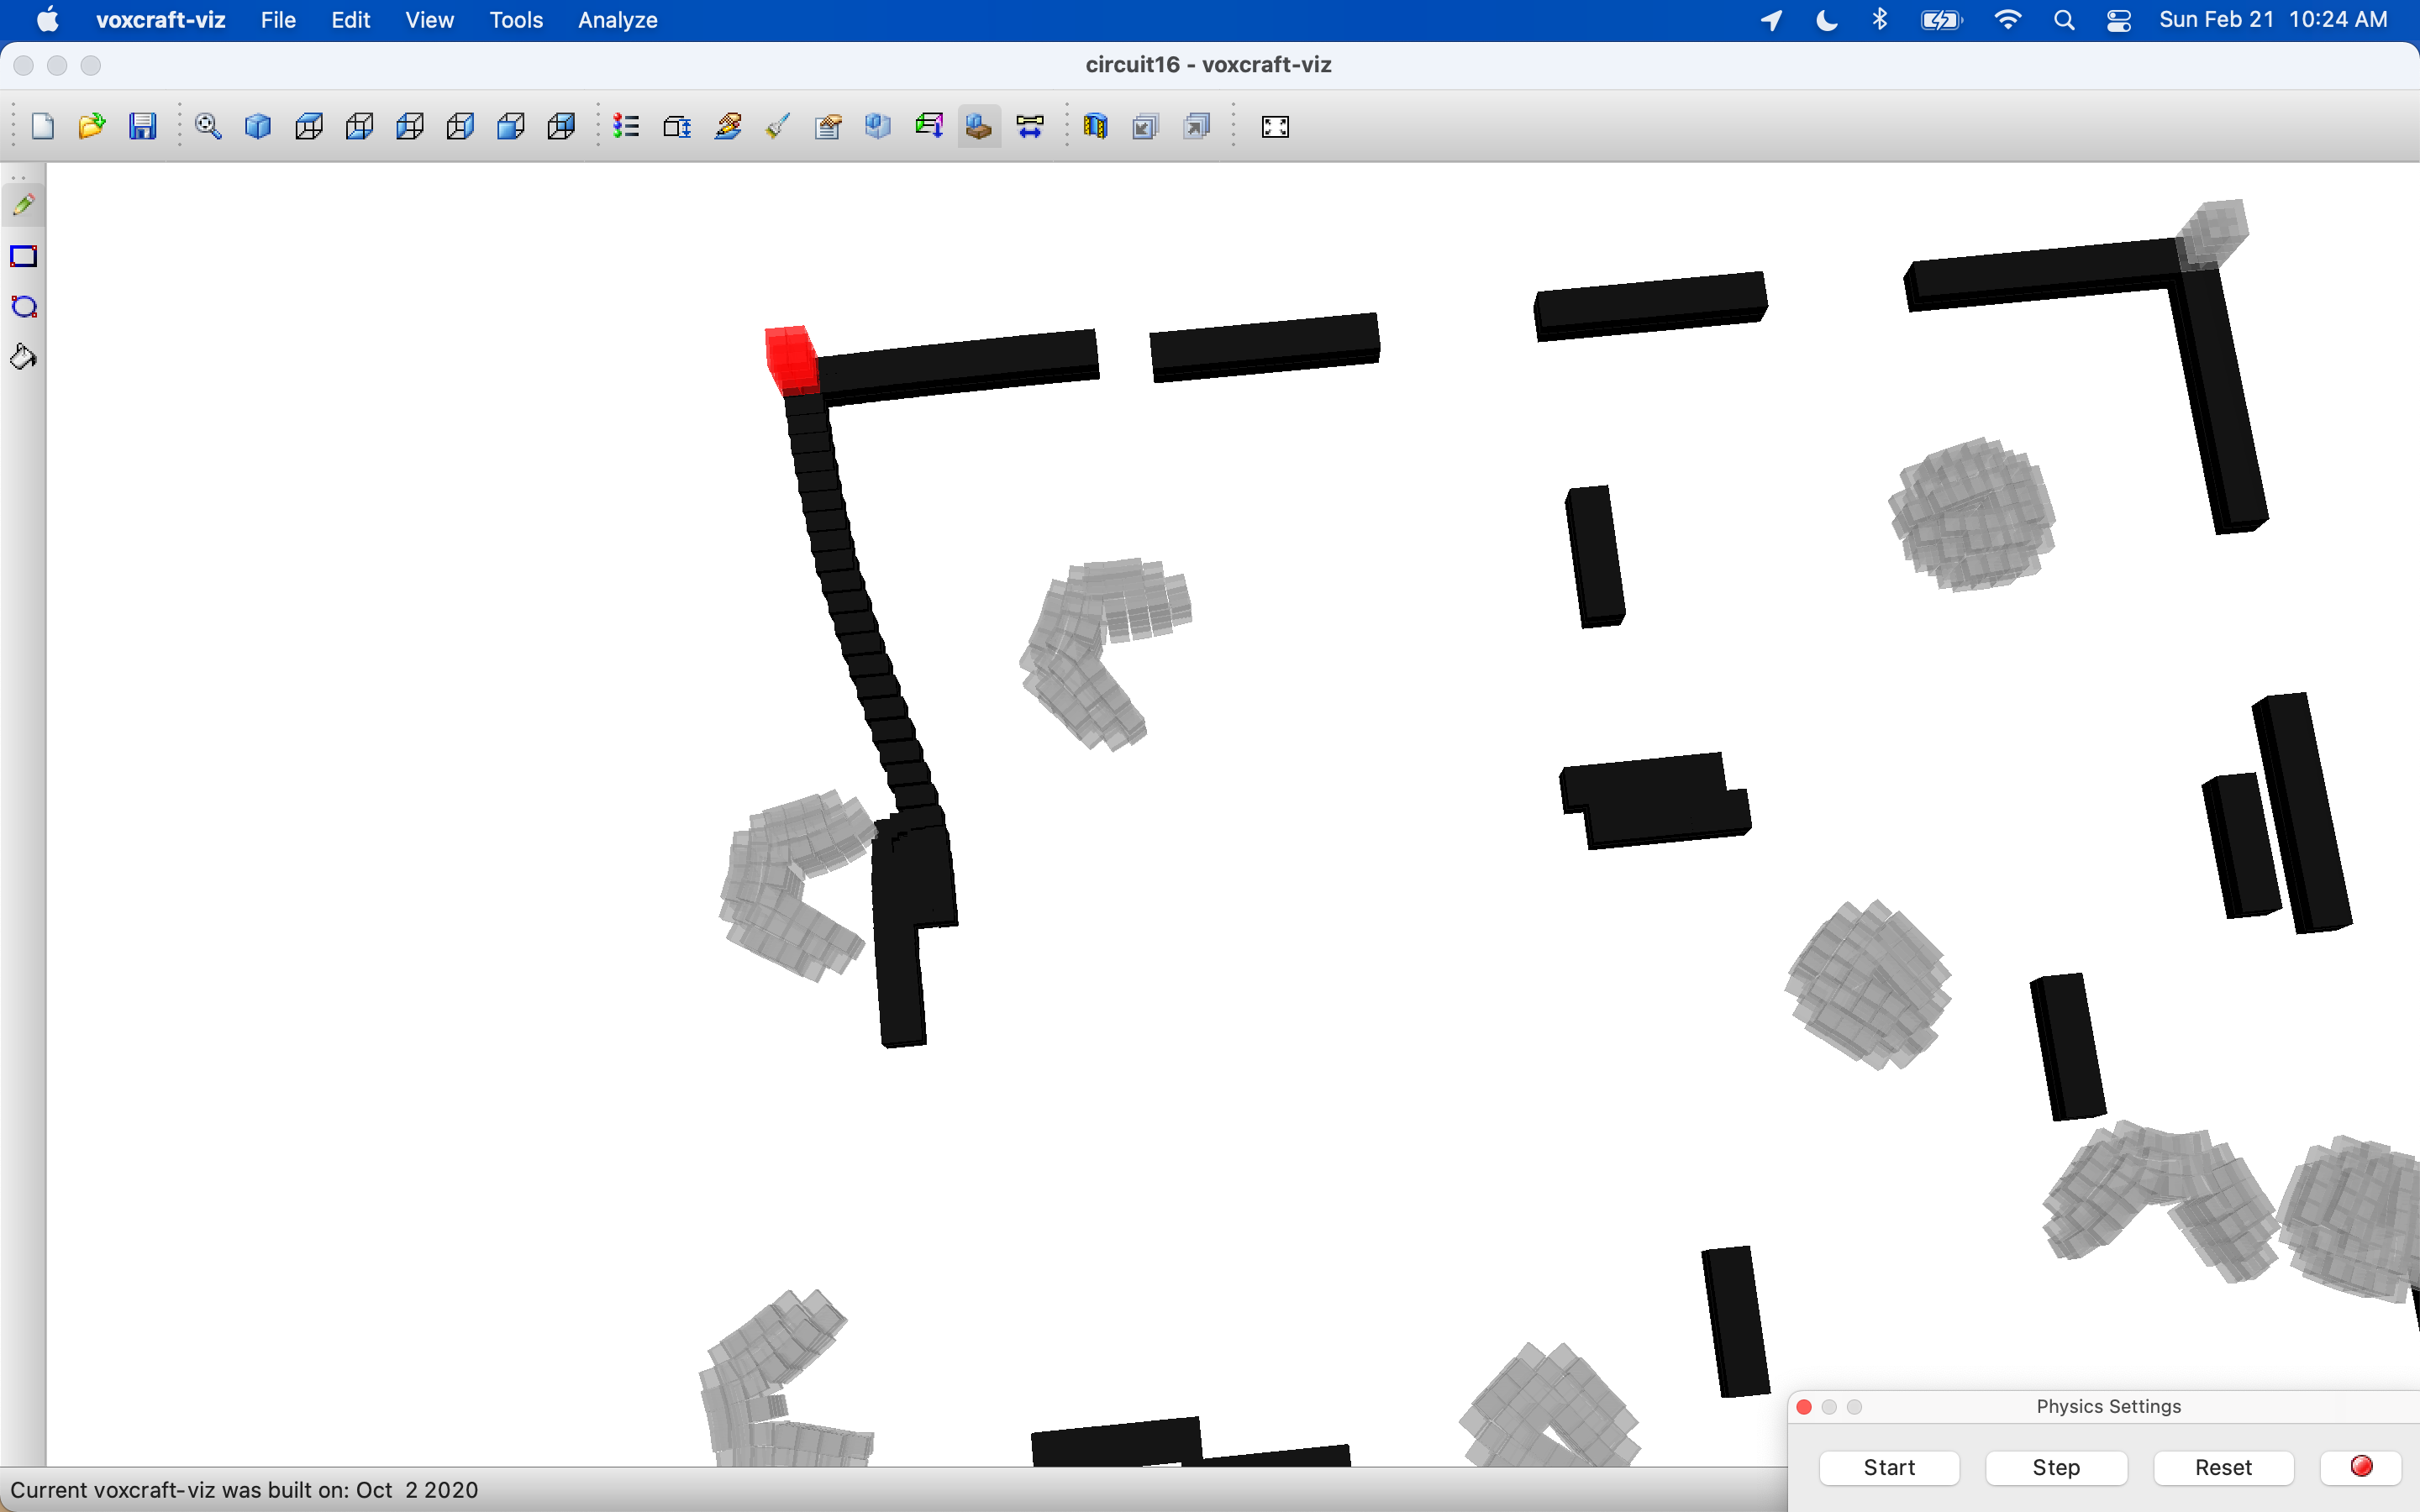 voxcraft-viz File Edit View Tools Analyze Sun Feb 21 10:24 AM
circuit16 - voxcraft-viz
Physics Settings
Start Step Reset
Current voxcraft-viz was built on: Oct 2 2020